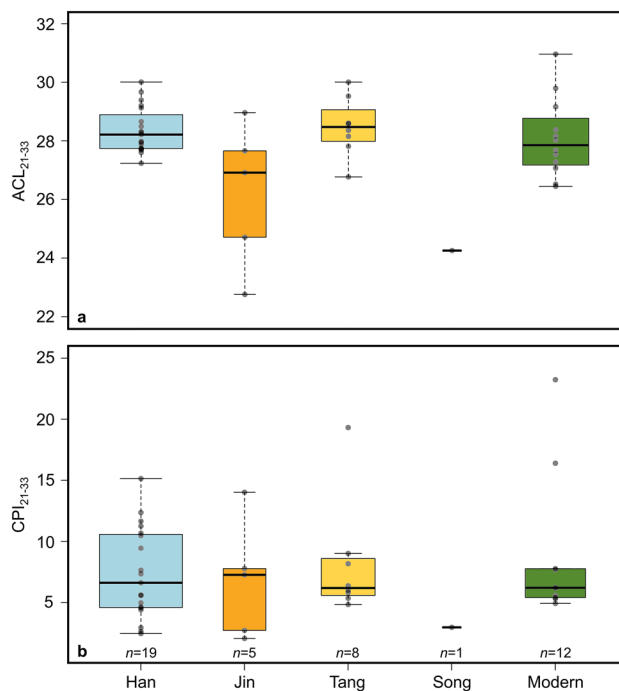 32
30
28
26
24
22
ACL21-33
a
25
20
15
10
5
CPI21-33
b
n=19 n=5 n=8 n=1 n=12
Han Jin Tang Song Modern